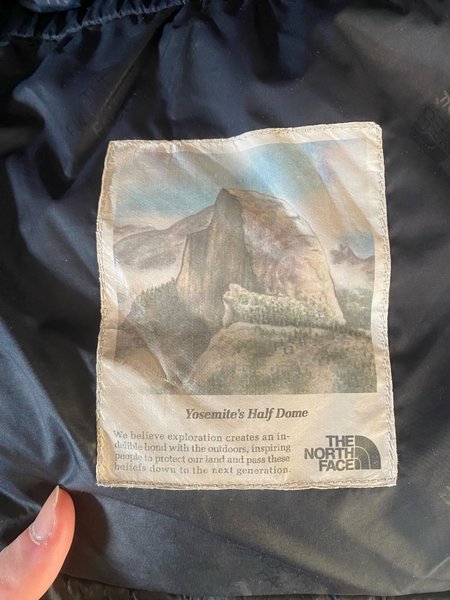 Yosemite's Half Dome
We believe exploration creates an in-
delible bond with the outdoors, inspiring
people to protect our land and pass these
beliefs down to the next generation.
THE
NORTH
FACE